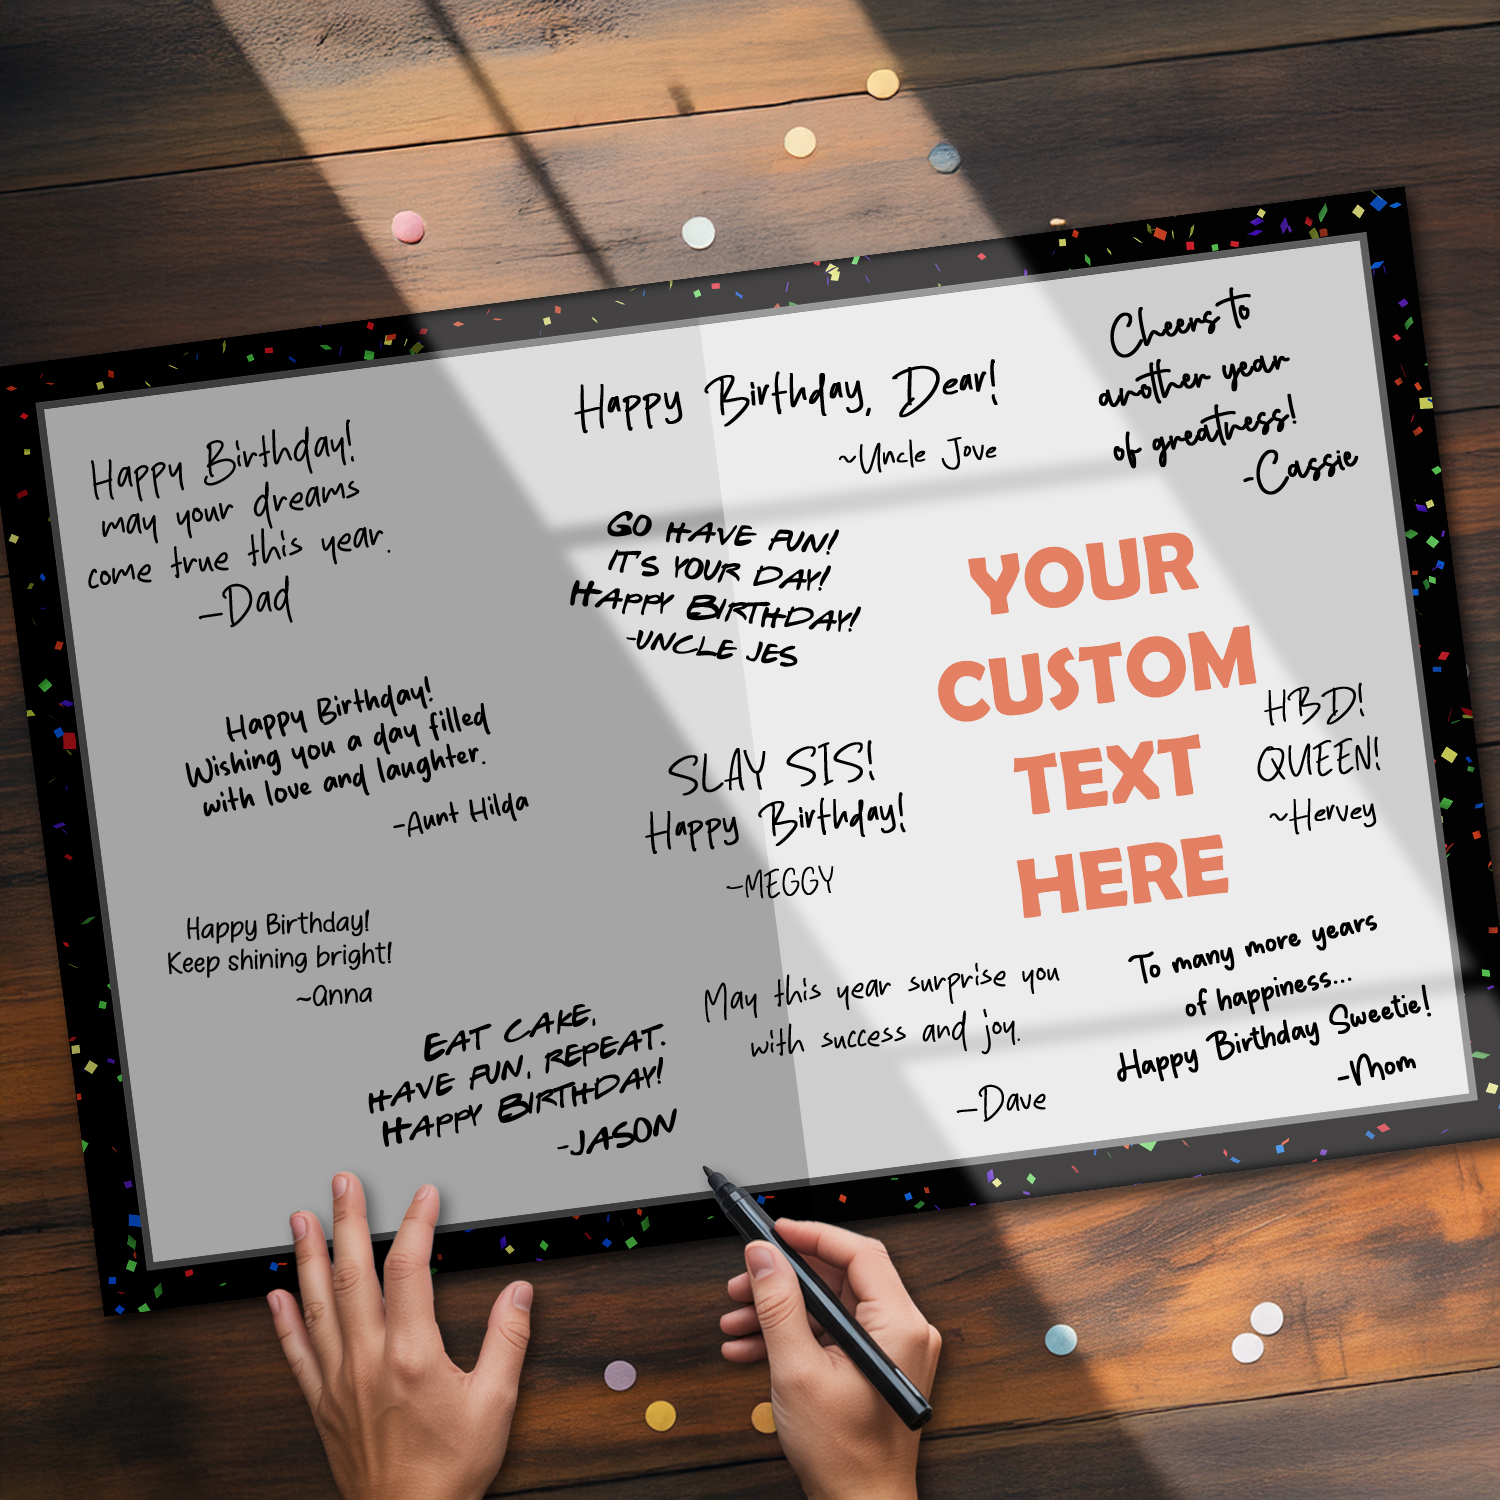 Happy Birthday!
may your dreams
come true this year.
—Dad
Happy Birthday, Dear!
~Uncle Jove
Cheers to
another year
of greatness!
-Cassie
GO HAVE FUN!
IT'S YOUR DAY!
HAPPY BIRTHDAY!
-UNCLE JES
YOUR
CUSTOM
TEXT
HERE
Happy Birthday!
Wishing you a day filled
with love and laughter.
-Aunt Hilda
SLAY SIS!
Happy Birthday!
—MEGGY
HBD!
QUEEN!
~Hervey
Happy Birthday!
Keep shining bright!
~Anna
EAT CAKE,
HAVE FUN, REPEAT.
HAPPY BIRTHDAY!
-JASON
May this year surprise you
with success and joy.
—Dave
To many more years
of happiness...
Happy Birthday Sweetie!
-Mom